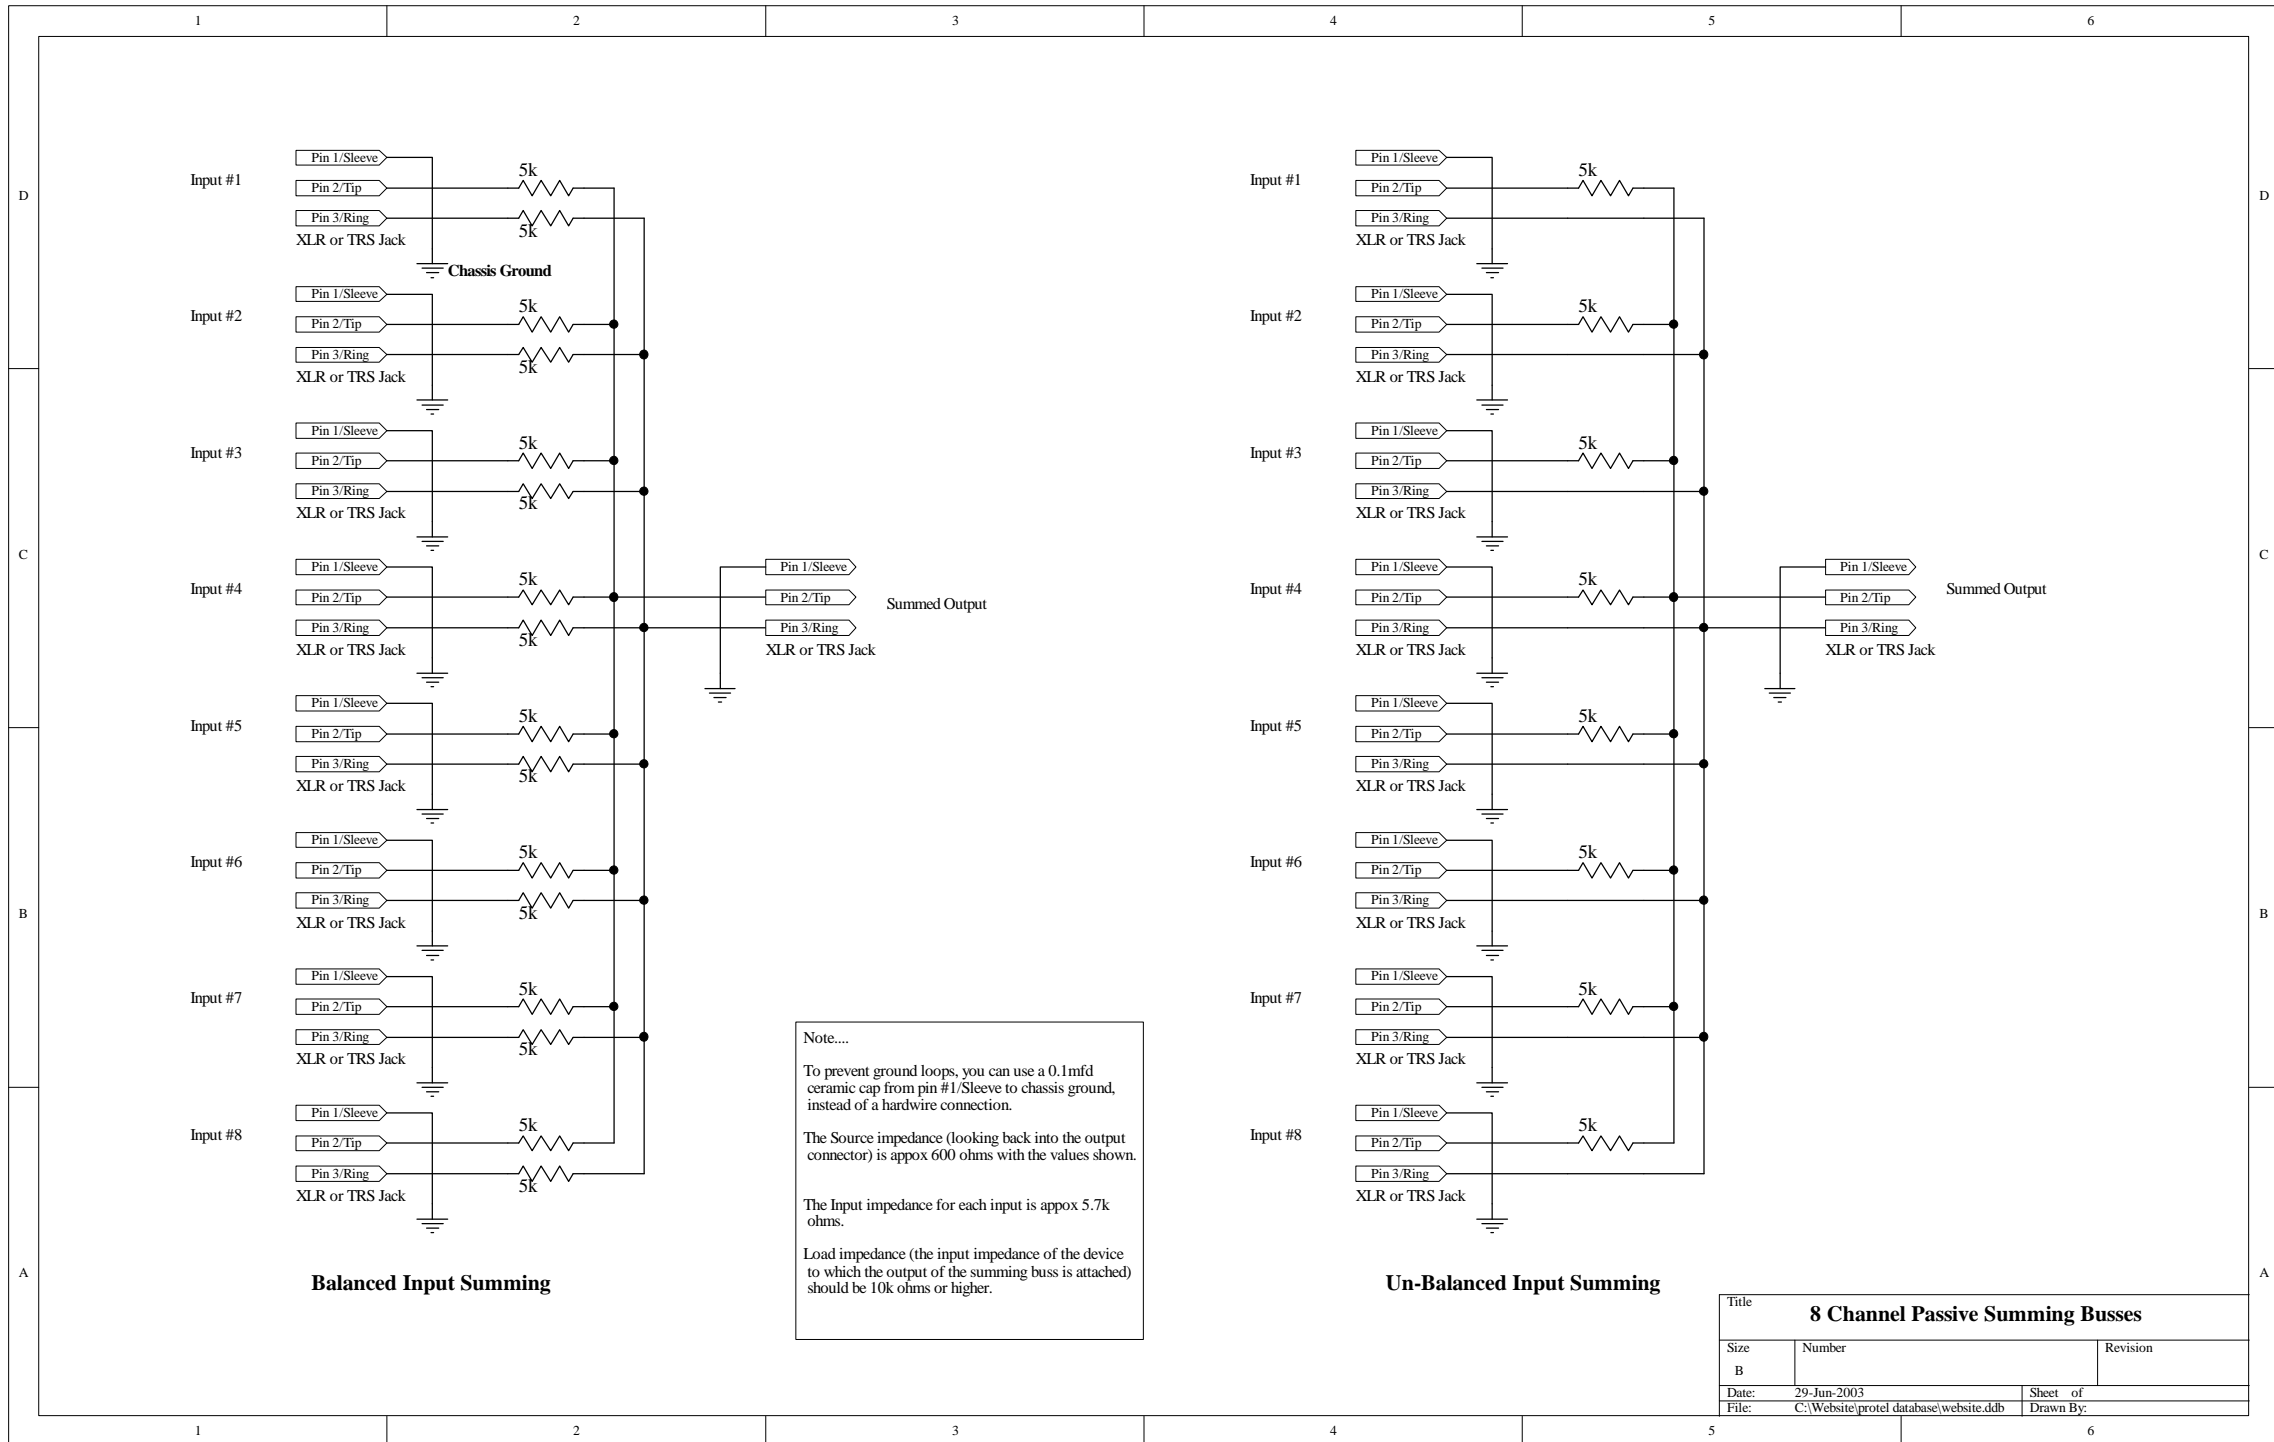 1 2 3 4 5 6
D D
C C
B B
A A
1 2 3 4 5 6
Input #1
Pin 1/Sleeve
5k
Pin 2/Tip
Pin 3/Ring
5k
XLR or TRS Jack
Chassis Ground
Input #2
Pin 1/Sleeve
5k
Pin 2/Tip
Pin 3/Ring
5k
XLR or TRS Jack
Input #3
Pin 1/Sleeve
5k
Pin 2/Tip
Pin 3/Ring
5k
XLR or TRS Jack
Input #4
Pin 1/Sleeve
5k
Pin 2/Tip
Pin 3/Ring
5k
XLR or TRS Jack
Input #5
Pin 1/Sleeve
5k
Pin 2/Tip
Pin 3/Ring
5k
XLR or TRS Jack
Input #6
Pin 1/Sleeve
5k
Pin 2/Tip
Pin 3/Ring
5k
XLR or TRS Jack
Input #7
Pin 1/Sleeve
5k
Pin 2/Tip
Pin 3/Ring
5k
XLR or TRS Jack
Input #8
Pin 1/Sleeve
5k
Pin 2/Tip
Pin 3/Ring
5k
XLR or TRS Jack
Pin 1/Sleeve
Pin 2/Tip
Summed Output
Pin 3/Ring
XLR or TRS Jack
Balanced Input Summing
Note....
To prevent ground loops, you can use a 0.1mfd
ceramic cap from pin #1/Sleeve to chassis ground,
instead of a hardwire connection.
The Source impedance (looking back into the output
connector) is appox 600 ohms with the values shown.
The Input impedance for each input is appox 5.7k
ohms.
Load impedance (the input impedance of the device
to which the output of the summing buss is attached)
should be 10k ohms or higher.
Input #1
Pin 1/Sleeve
5k
Pin 2/Tip
Pin 3/Ring
XLR or TRS Jack
Input #2
Pin 1/Sleeve
5k
Pin 2/Tip
Pin 3/Ring
XLR or TRS Jack
Input #3
Pin 1/Sleeve
5k
Pin 2/Tip
Pin 3/Ring
XLR or TRS Jack
Input #4
Pin 1/Sleeve
5k
Pin 2/Tip
Pin 3/Ring
XLR or TRS Jack
Input #5
Pin 1/Sleeve
5k
Pin 2/Tip
Pin 3/Ring
XLR or TRS Jack
Input #6
Pin 1/Sleeve
5k
Pin 2/Tip
Pin 3/Ring
XLR or TRS Jack
Input #7
Pin 1/Sleeve
5k
Pin 2/Tip
Pin 3/Ring
XLR or TRS Jack
Input #8
Pin 1/Sleeve
5k
Pin 2/Tip
Pin 3/Ring
XLR or TRS Jack
Pin 1/Sleeve
Summed Output
Pin 2/Tip
Pin 3/Ring
XLR or TRS Jack
Un-Balanced Input Summing
Title
8 Channel Passive Summing Busses
Size Number Revision
B
Date: 29-Jun-2003 Sheet of
File: C:\Website\protel database\website.ddb Drawn By: